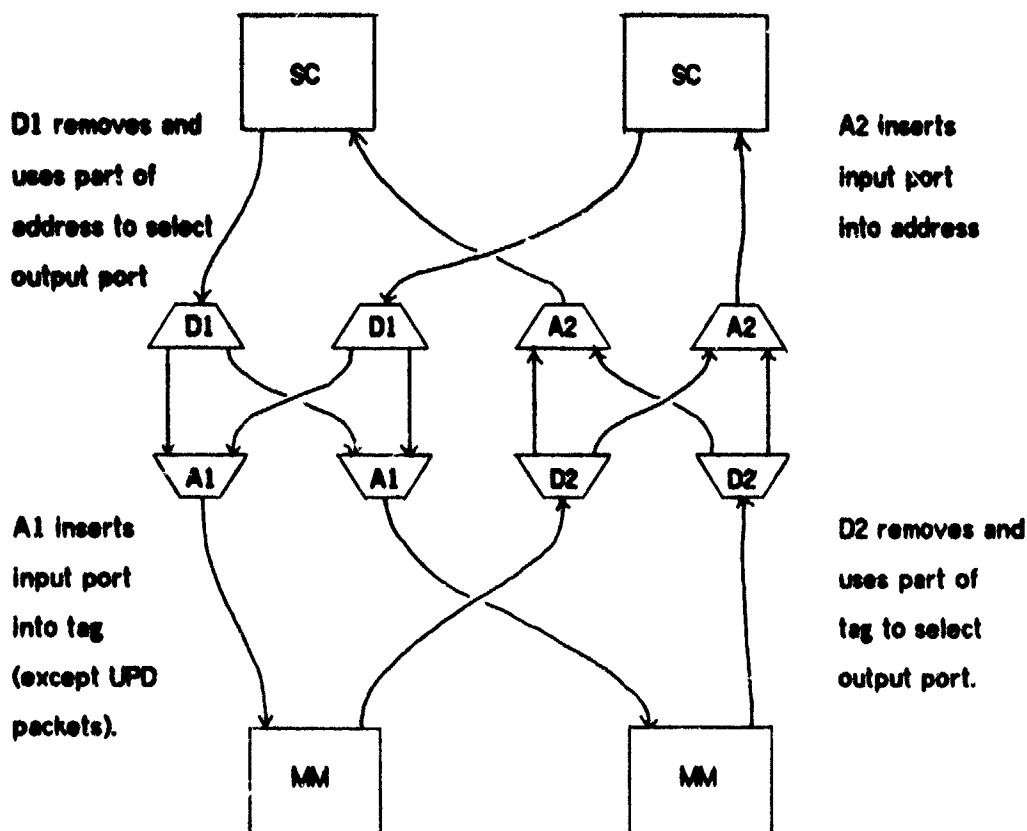 SC
SC
D1 removes and
uses part of
address to select
output port
A2 inserts
input port
into address
D1
D1
A2
A2
A1
A1
D2
D2
A1 inserts
input port
into tag
(except UPD
packets).
D2 removes and
uses part of
tag to select
output port.
MM
MM